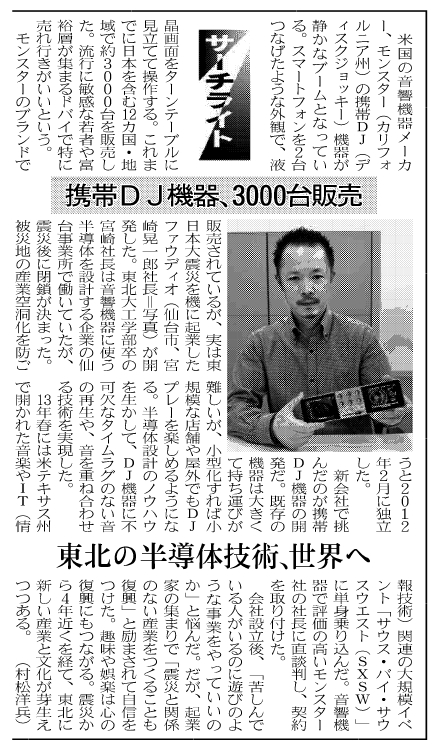 サーチライト
米国の音響機器メーカ
ー、モンスター(カリフォ
ルニア州)の携帯DJ(デ
ィスクジョッキー)機器が
静かなブームとなってい
る。スマートフォンを2台
つなげたような外観で、液
晶画面をターンテーブルに
見立てて操作する。これま
でに日本を含む12カ国・地
域で約3000台を販売し
た。流行に敏感な若者や富
裕層が集まるドバイで特に
売れ行きがいいという。
モンスターのブランドで
携帯DJ機器、3000台販売
販売されているが、実は東
日本大震災を機に起業した
ファウディオ(仙台市、宮
崎晃一郎社長=写真)が開
発した。東北大工学部卒の
宮崎社長は音響機器に使う
半導体を設計する企業の仙
台事業所で働いていたが、
震災後に閉鎖が決まった。
被災地の産業空洞化を防ご
うと2012
年2月に独立
した。
新会社で挑
んだのが携帯
DJ機器の開
発だ。既存の
機器は大きく
て持ち運びが
難しいが、小型化すれば小
規模な店舗や屋外でもDJ
プレーを楽しめるようにな
る。半導体設計のノウハウ
を生かして、DJ機器に不
可欠なタイムラグのない音
の再生や、音を重ね合わせ
る技術を実現した。
13年春には米テキサス州
で開かれた音楽やIT(情
東北の半導体技術、世界へ
報技術)関連の大規模イベ
ント「サウス・バイ・サウ
スウエスト(SXSW)」
に単身乗り込んだ。音響機
器で評価の高いモンスター
社の社長に直談判し、契約
を取り付けた。
会社設立後、「苦しんで
いる人がいるのに遊びのよ
うな事業をやっていいの
か」と悩んだ。だが、起業
家の集まりで「震災と関係
のない産業をつくることも
復興」と励まされて自信を
つけた。趣味や娯楽は心の
復興にもつながる。震災か
ら4年近くを経て、東北に
新しい産業と文化が芽生え
つつある。(村松洋兵)